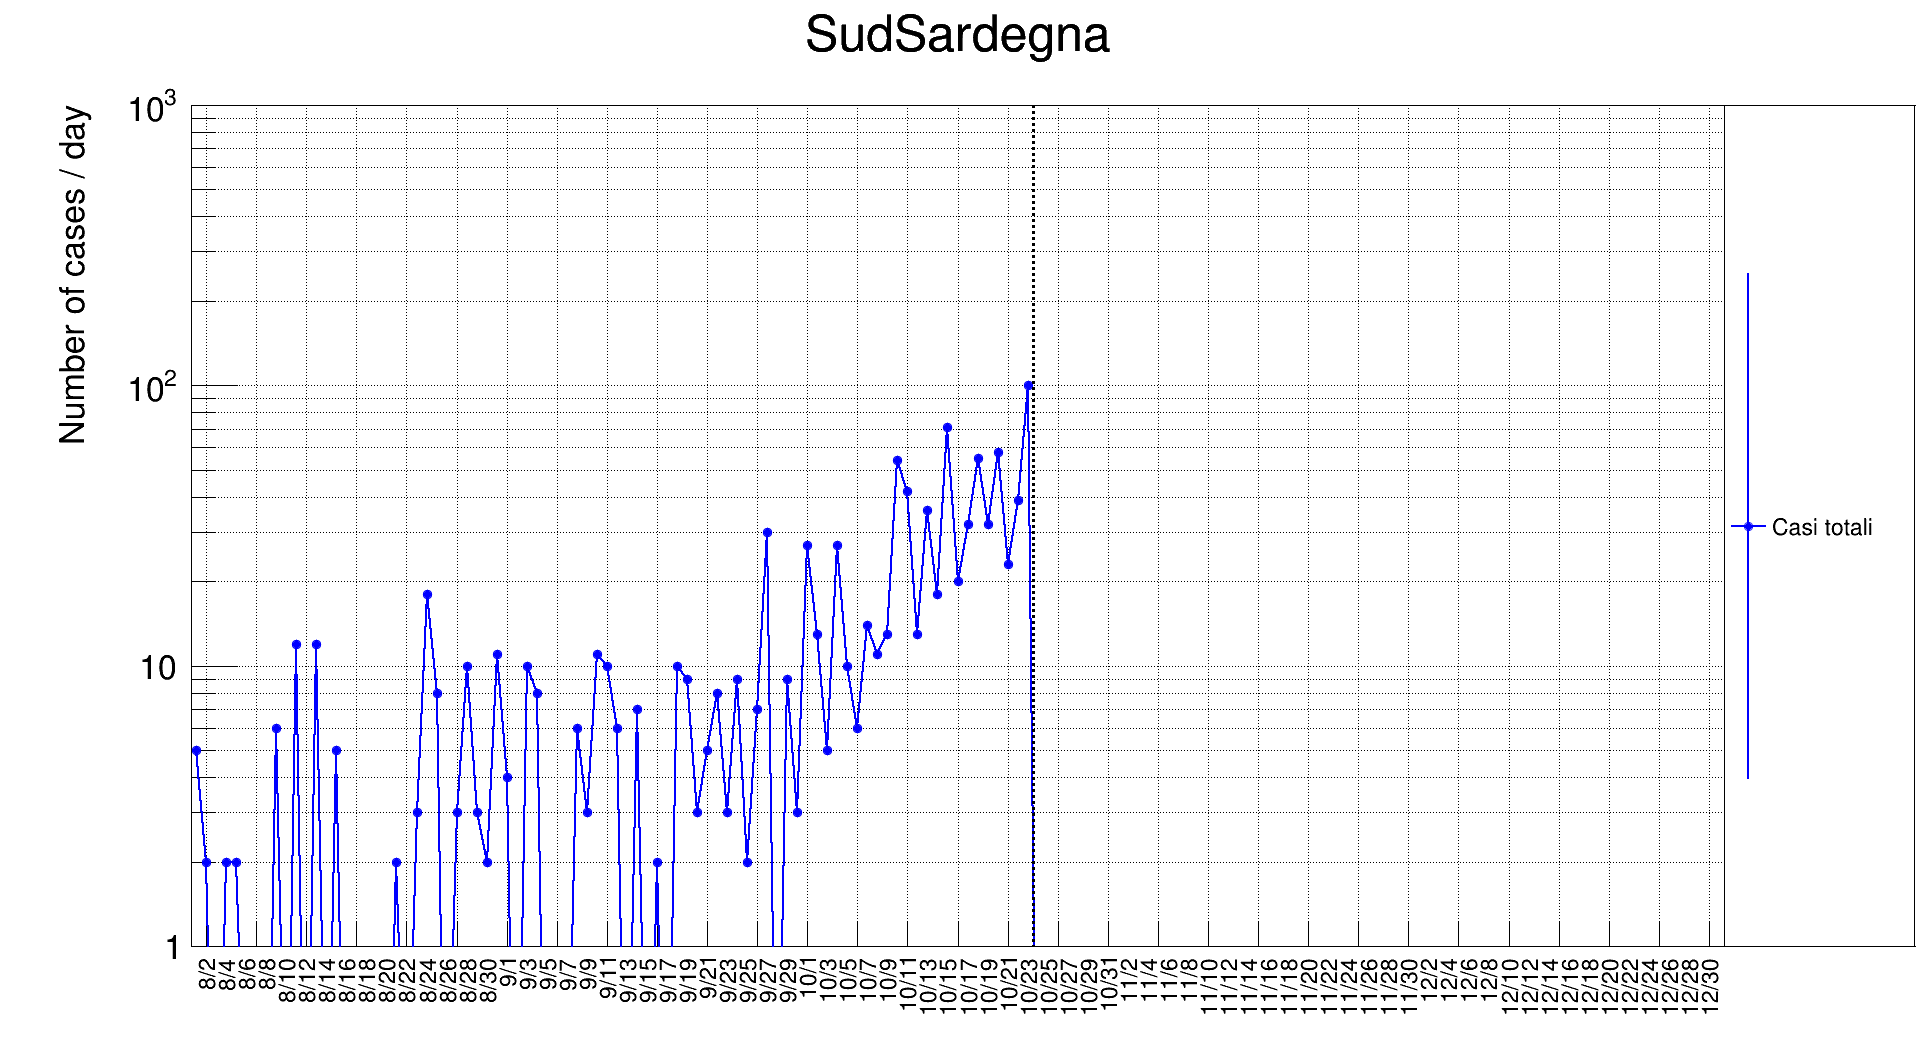 SudSardegna
Number of cases / day
10³
10²
10
1
8/2 8/4 8/6 8/8 8/10 8/12 8/14 8/16 8/18 8/20 8/22 8/24 8/26 8/28 8/30 9/1 9/3 9/5 9/7 9/9 9/11 9/13 9/15 9/17 9/19 9/21 9/23 9/25 9/27 9/29 10/1 10/3 10/5 10/7 10/9 10/11 10/13 10/15 10/17 10/19 10/21 10/23 10/25 10/27 10/29 10/31 11/2 11/4 11/6 11/8 11/10 11/12 11/14 11/16 11/18 11/20 11/22 11/24 11/26 11/28 11/30 12/2 12/4 12/6 12/8 12/10 12/12 12/14 12/16 12/18 12/20 12/22 12/24 12/26 12/28 12/30
Casi totali